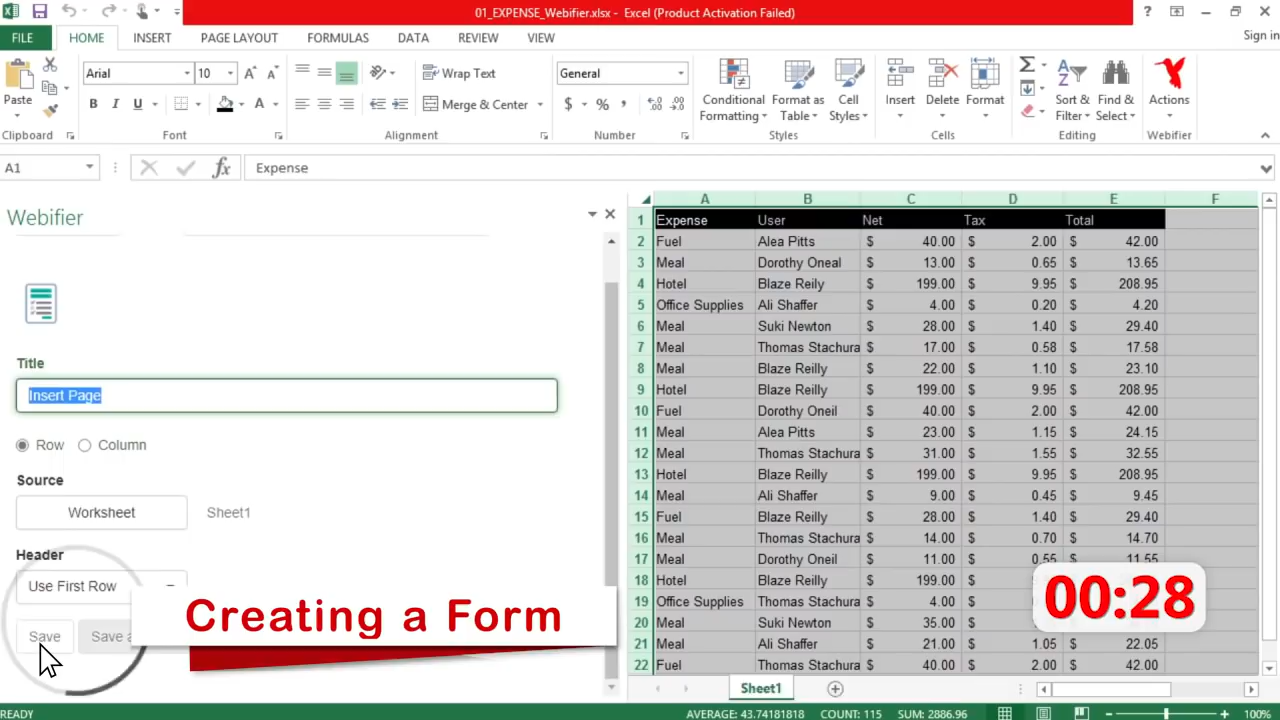 01_EXPENSE_Webifier.xlsx - Excel (Product Activation Failed)
Sign in
FILE HOME INSERT PAGE LAYOUT FORMULAS DATA REVIEW VIEW
Paste
Arial 10
B I U A
Wrap Text
Merge & Center
General
$ % ,
Conditional Formatting
Format as Table
Cell Styles
Insert Delete Format
Sort & Filter
Find & Select
Actions
Clipboard Font Alignment Number Styles Cells Editing Webifier
A1 fx Expense
Webifier
Title
Insert Page
Row Column
Source
Worksheet Sheet1
Header
Use First Row
Save Save a
Creating a Form
A B C D E F
1 Expense User Net Tax Total
2 Fuel Alea Pitts $ 40.00 $ 2.00 $ 42.00
3 Meal Dorothy Oneal $ 13.00 $ 0.65 $ 13.65
4 Hotel Blaze Reily $ 199.00 $ 9.95 $ 208.95
5 Office Supplies Ali Shaffer $ 4.00 $ 0.20 $ 4.20
6 Meal Suki Newton $ 28.00 $ 1.40 $ 29.40
7 Meal Thomas Stachura $ 17.00 $ 0.58 $ 17.58
8 Meal Blaze Reilly $ 22.00 $ 1.10 $ 23.10
9 Hotel Blaze Reilly $ 199.00 $ 9.95 $ 208.95
10 Fuel Dorothy Oneil $ 40.00 $ 2.00 $ 42.00
11 Meal Alea Pitts $ 23.00 $ 1.15 $ 24.15
12 Meal Thomas Stachura $ 31.00 $ 1.55 $ 32.55
13 Hotel Blaze Reilly $ 199.00 $ 9.95 $ 208.95
14 Meal Ali Shaffer $ 9.00 $ 0.45 $ 9.45
15 Fuel Blaze Reilly $ 28.00 $ 1.40 $ 29.40
16 Meal Thomas Stachura $ 14.00 $ 0.70 $ 14.70
17 Meal Dorothy Oneil $ 11.00 $ 0.55 $ 11.55
18 Hotel Blaze Reilly $ 199.00 $
19 Office Supplies Thomas Stachura $ 4.00 $
20 Meal Suki Newton $ 35.00 $
21 Meal Ali Shaffer $ 21.00 $ 1.05 $ 22.05
22 Fuel Thomas Stachura $ 40.00 $ 2.00 $ 42.00
00:28
Sheet1
READY AVERAGE: 43.74181818 COUNT: 115 SUM: 2886.96 100%